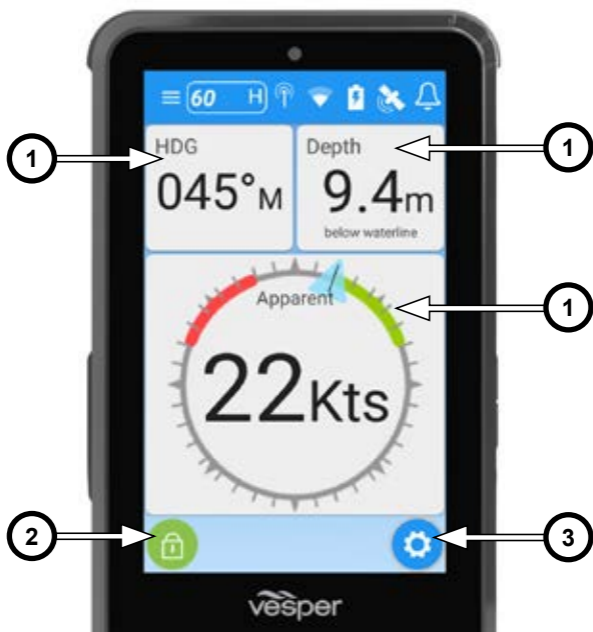 60 H
HDG
045°M
Depth
9.4m
below waterline
Apparent
22Kts
vesper
1
1
1
2
3